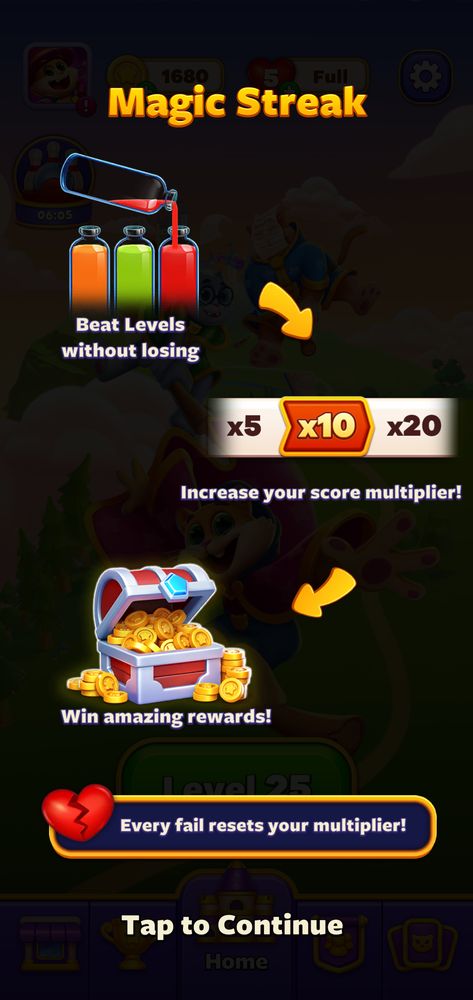 1680
5
Full
Magic Streak
06:05
Beat Levels
without losing
x5
x10
x20
Increase your score multiplier!
Win amazing rewards!
Level 25
Every fail resets your multiplier!
Tap to Continue
Home